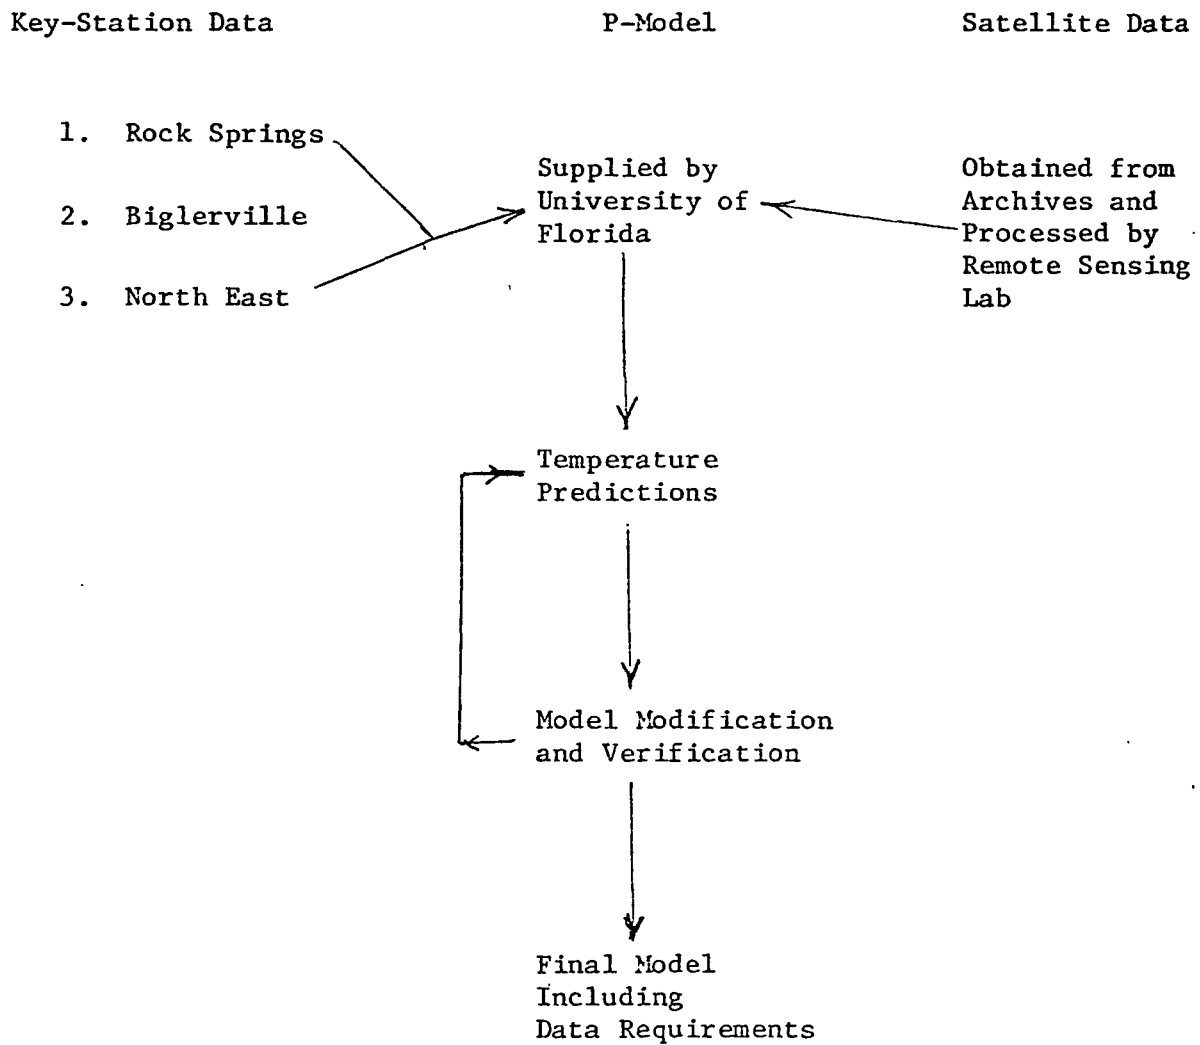 Key-Station Data
P-Model
Satellite Data
1. Rock Springs
2. Biglerville
3. North East
Supplied by
University of
Florida
Obtained from
Archives and
Processed by
Remote Sensing
Lab
Temperature
Predictions
Model Modification
and Verification
Final Model
Including
Data Requirements